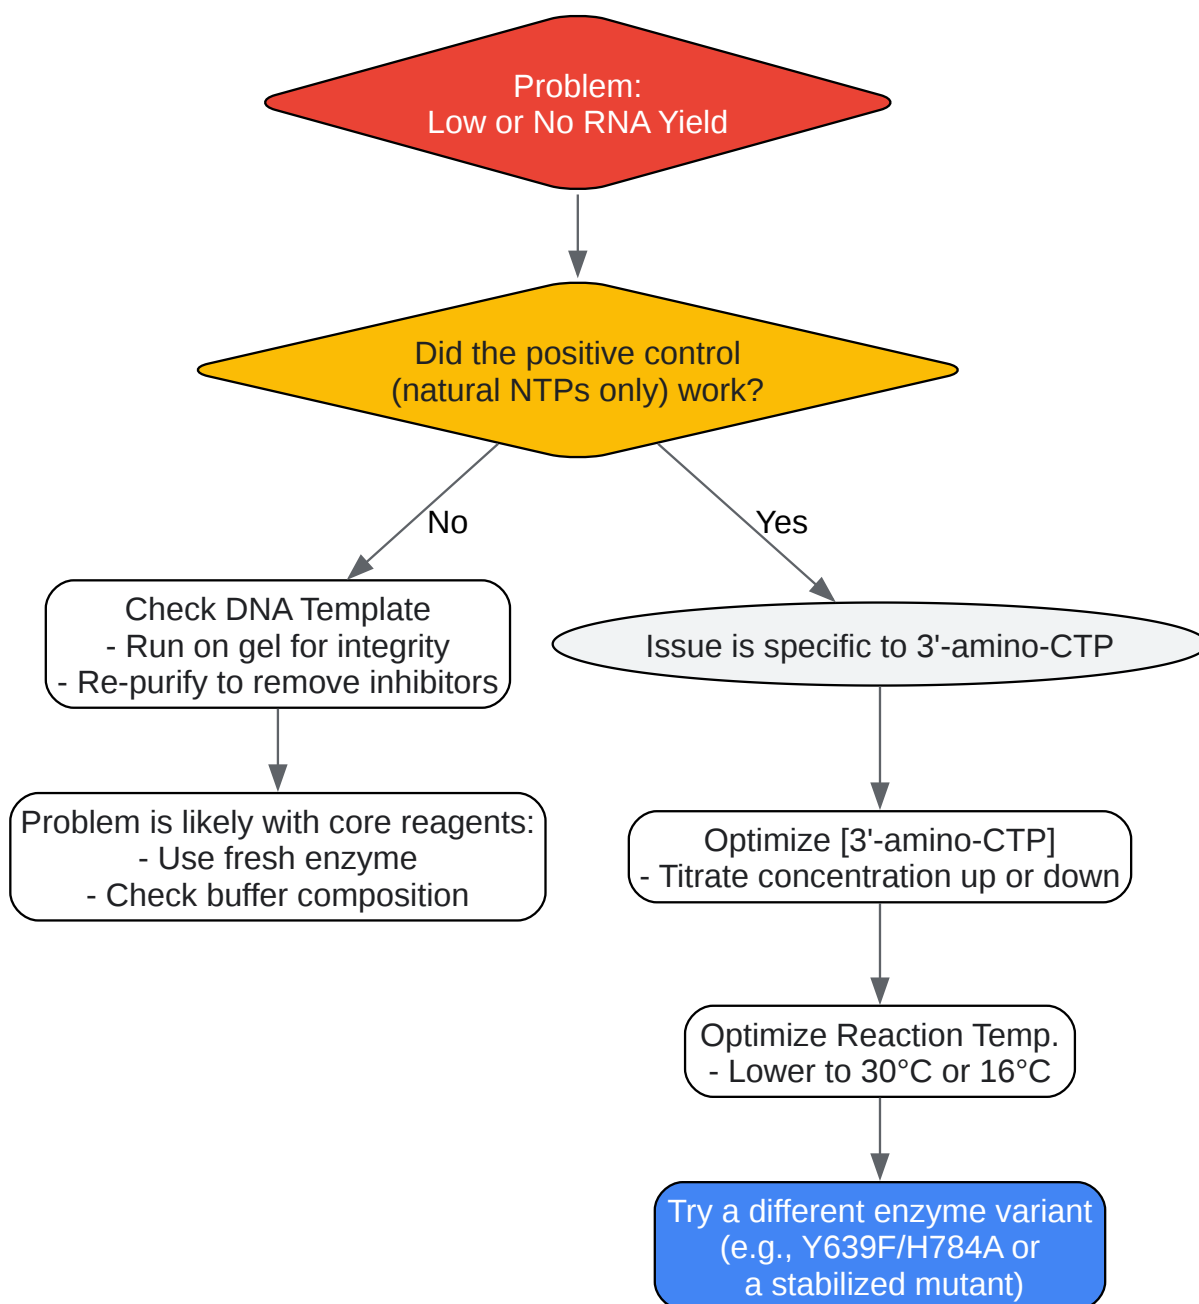 Problem:
Low or No RNA Yield
Did the positive control
(natural NTPs only) work?
No
Yes
Check DNA Template
- Run on gel for integrity
- Re-purify to remove inhibitors
Issue is specific to 3'-amino-CTP
Problem is likely with core reagents:
- Use fresh enzyme
- Check buffer composition
Optimize [3'-amino-CTP]
- Titrate concentration up or down
Optimize Reaction Temp.
- Lower to 30°C or 16°C
Try a different enzyme variant
(e.g., Y639F/H784A or
a stabilized mutant)